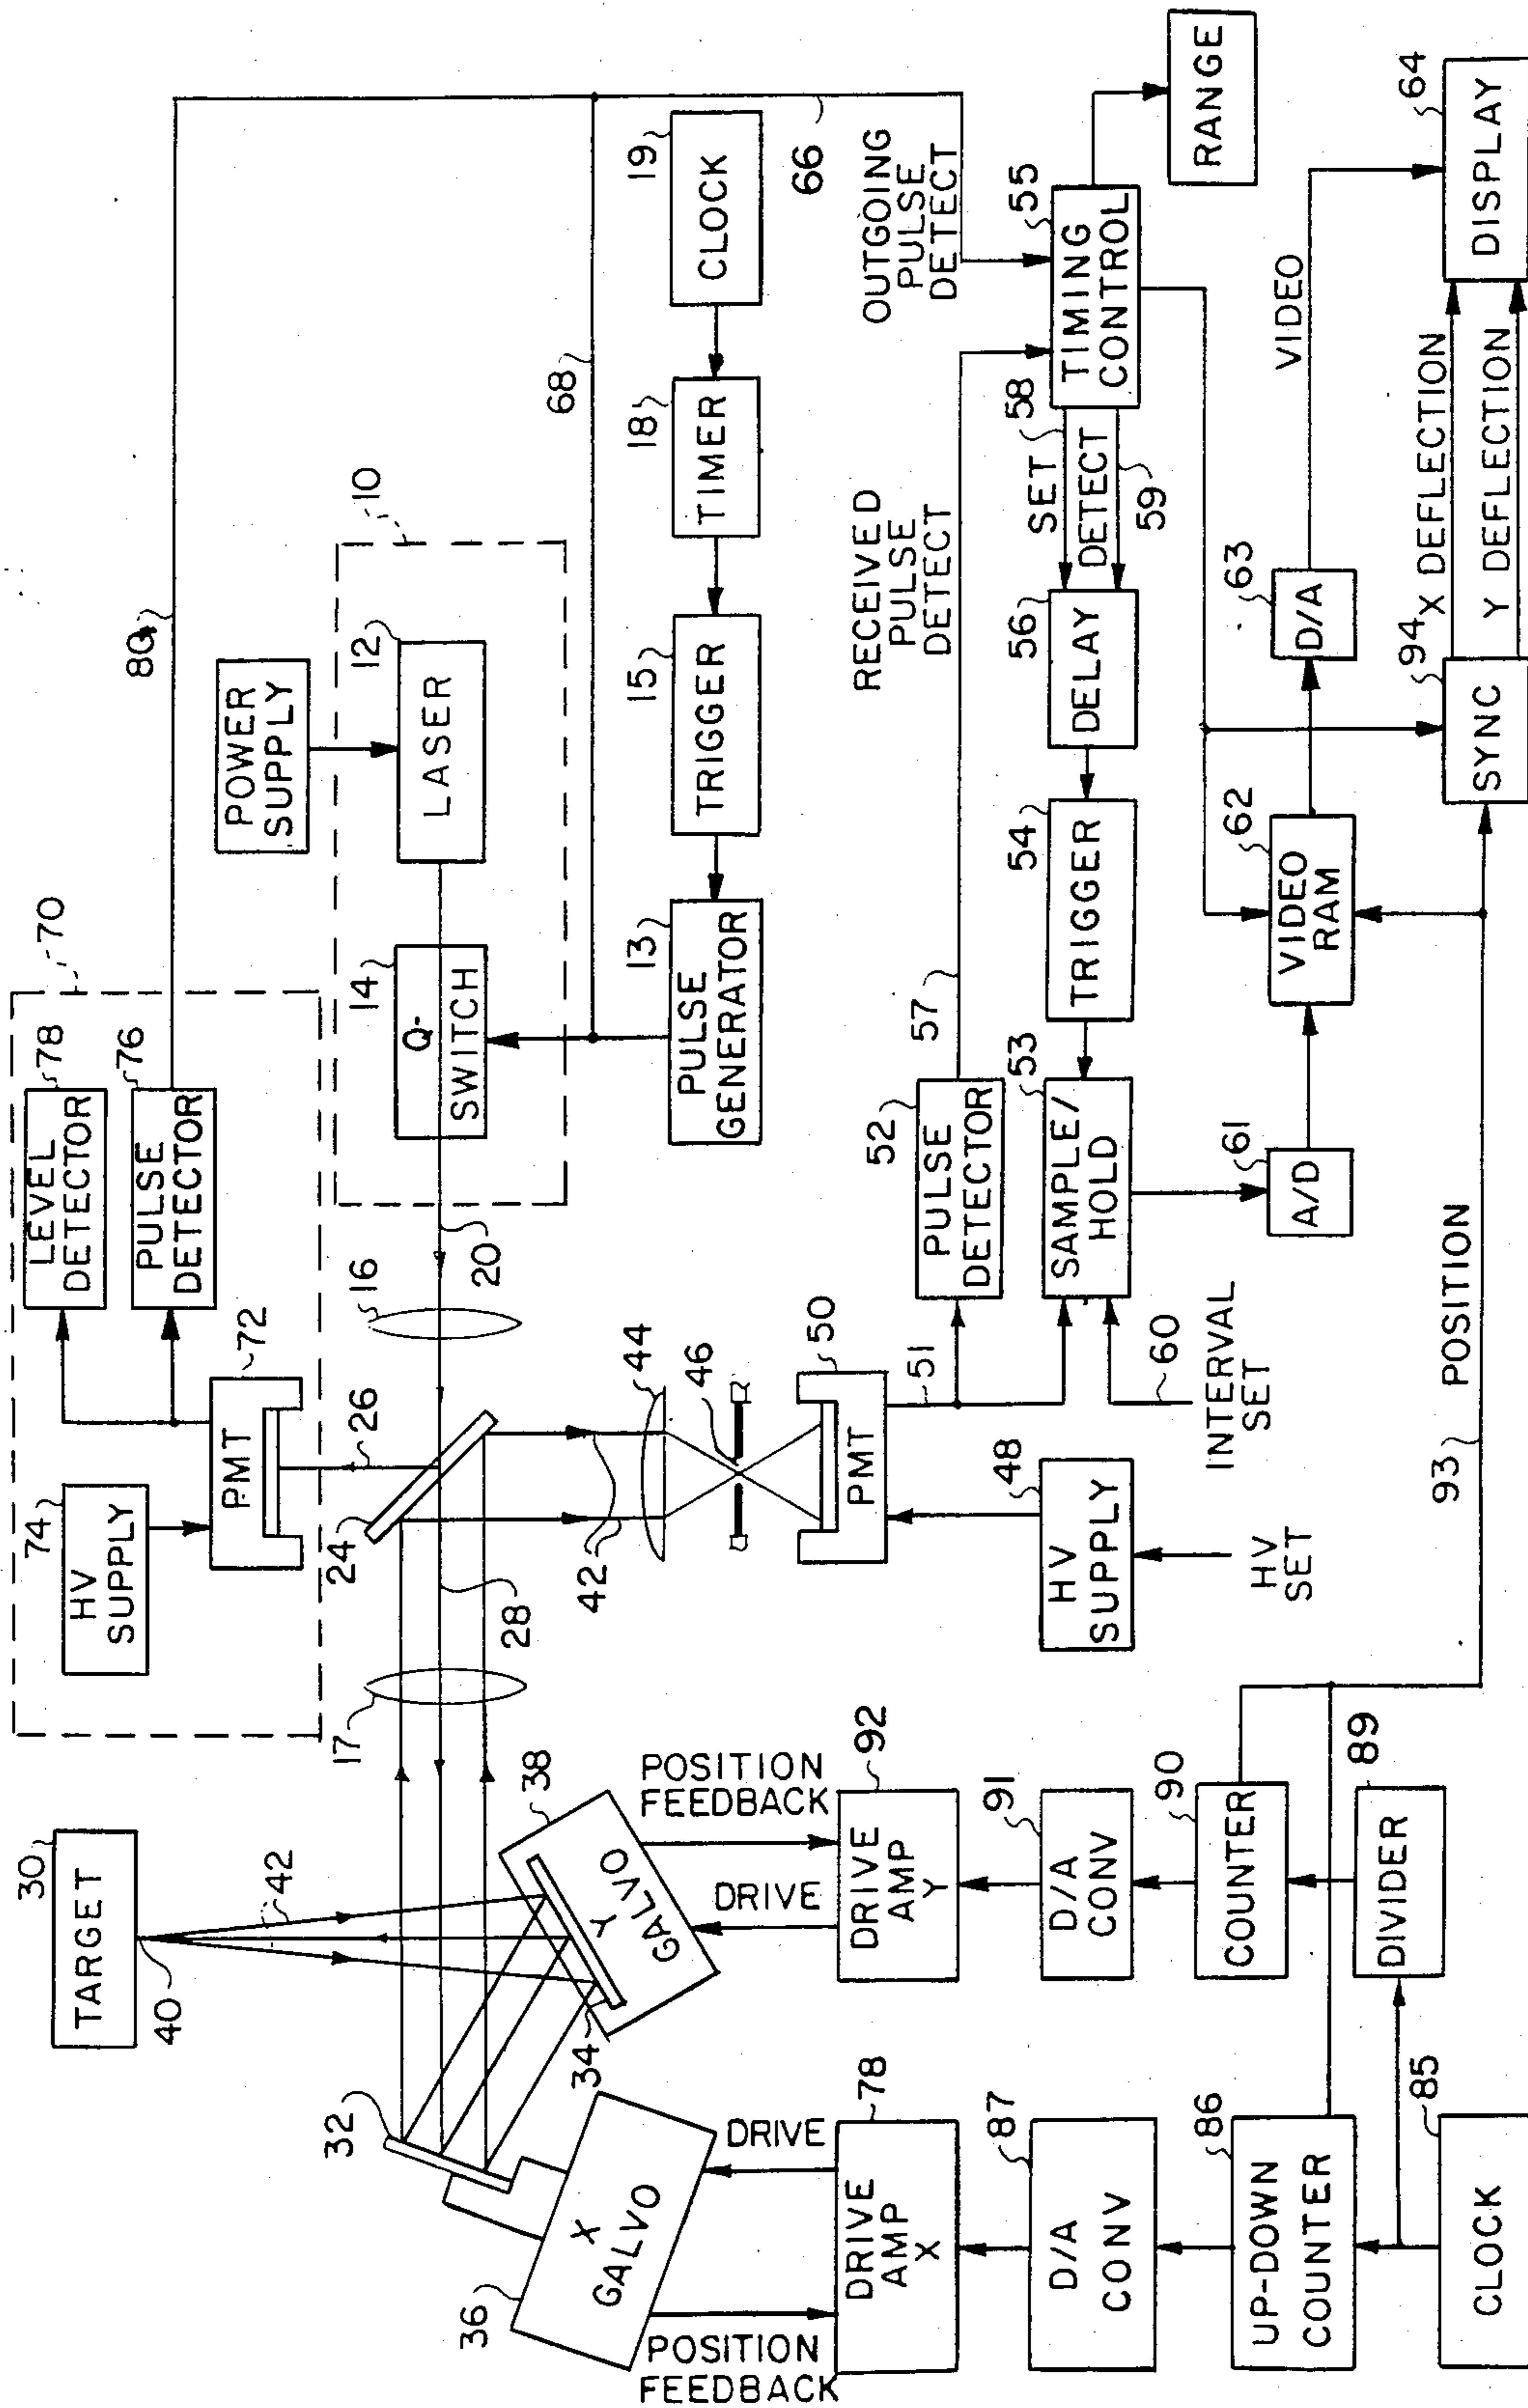 TARGET
30
42
40
HV
SUPPLY
74
PMT
72
26
LEVEL
DETECTOR
78
PULSE
DETECTOR
76
70
80
POWER
SUPPLY
10
LASER
12
Q-
SWITCH
14
20
16
24
28
17
32
X
GALVO
36
34
Y
GALVO
38
POSITION
FEEDBACK
DRIVE
DRIVE
POSITION
FEEDBACK
42
44
46
PMT
50
51
PULSE
GENERATOR
13
TRIGGER
15
TIMER
18
CLOCK
19
68
66
OUTGOING
PULSE
DETECT
RECEIVED
PULSE
DETECT
57
PULSE
DETECTOR
52
SAMPLE/
HOLD
53
TRIGGER
54
DELAY
56
SET
58
DETECT
59
TIMING
CONTROL
55
RANGE
HV
SUPPLY
48
HV
SET
INTERVAL
SET
60
A/D
61
VIDEO
RAM
62
D/A
63
VIDEO
DISPLAY
64
SYNC
94
X DEFLECTION
Y DEFLECTION
POSITION
93
DRIVE
AMP
X
78
DRIVE
AMP
Y
92
D/A
CONV
87
D/A
CONV
91
UP-DOWN
COUNTER
86
COUNTER
90
CLOCK
85
DIVIDER
89